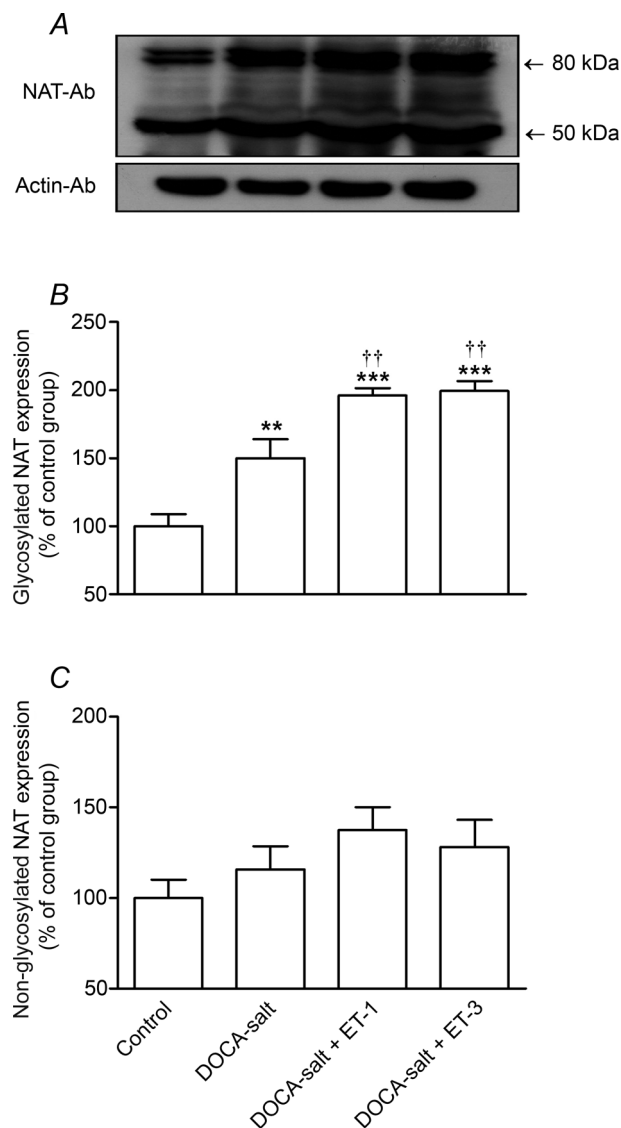 A
NAT-Ab
← 80 kDa
← 50 kDa
Actin-Ab
B
Glycosylated NAT expression
(% of control group)
250
200
150
100
50
**
††
***
††
***
C
Non-glycosylated NAT expression
(% of control group)
200
150
100
50
Control
DOCA-salt
DOCA-salt + ET-1
DOCA-salt + ET-3